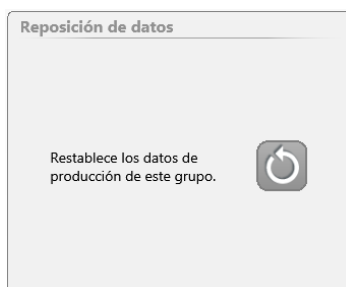 Reposición de datos
Restablece los datos de
producción de este grupo.